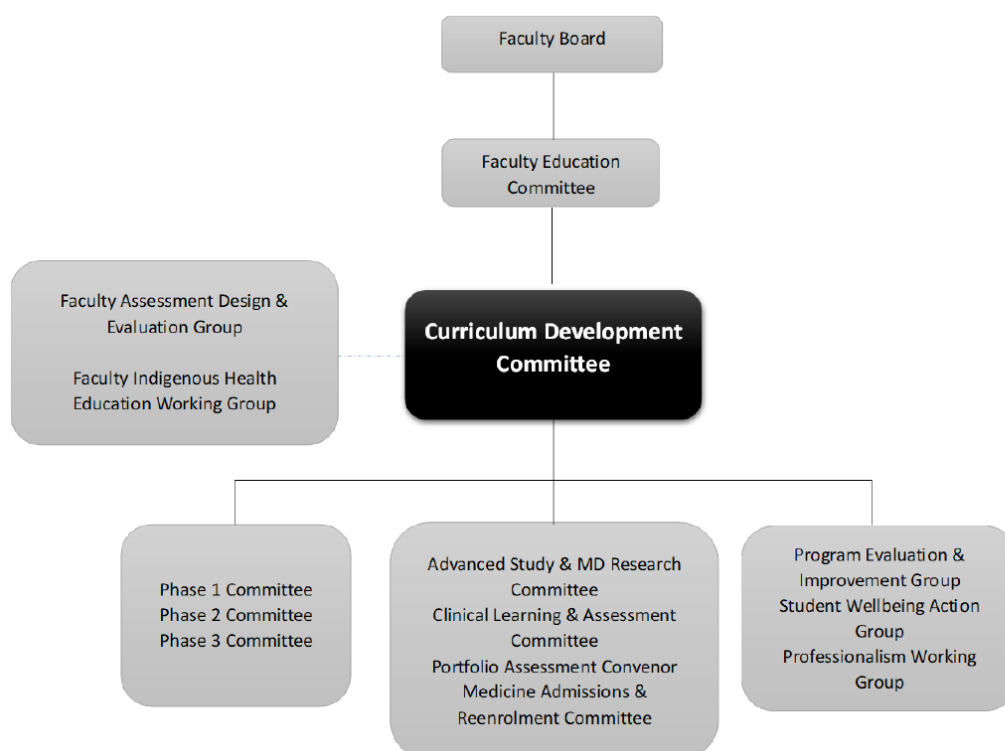 Faculty Board
Faculty Education
Committee
Faculty Assessment Design &
Evaluation Group
Faculty Indigenous Health
Education Working Group
Curriculum Development
Committee
Phase 1 Committee
Phase 2 Committee
Phase 3 Committee
Advanced Study & MD Research
Committee
Clinical Learning & Assessment
Committee
Portfolio Assessment Convenor
Medicine Admissions &
Reenrolment Committee
Program Evaluation &
Improvement Group
Student Wellbeing Action
Group
Professionalism Working
Group